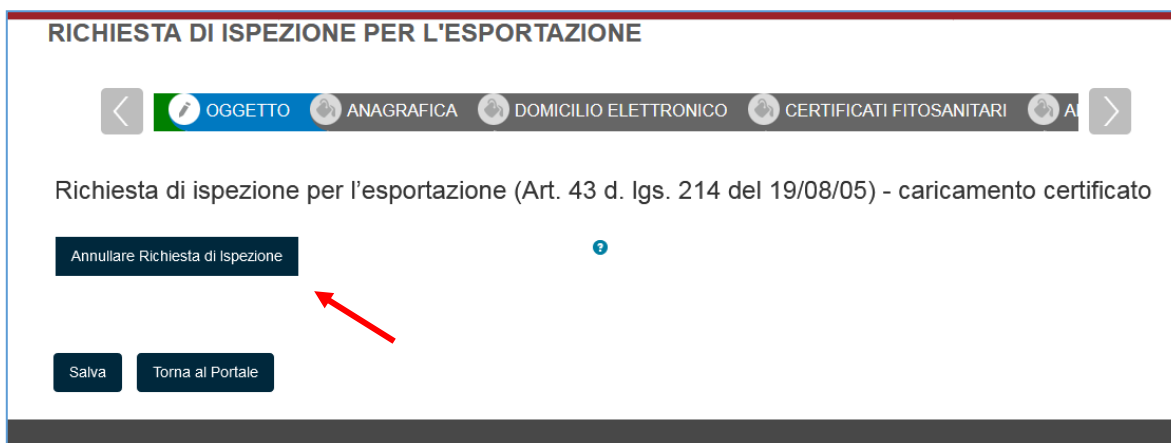 RICHIESTA DI ISPEZIONE PER L'ESPORTAZIONE
OGGETTO ANAGRAFICA DOMICILIO ELETTRONICO CERTIFICATI FITOSANITARI
Richiesta di ispezione per l’esportazione (Art. 43 d. lgs. 214 del 19/08/05) - caricamento certificato
Annullare Richiesta di Ispezione ?
Salva Torna al Portale